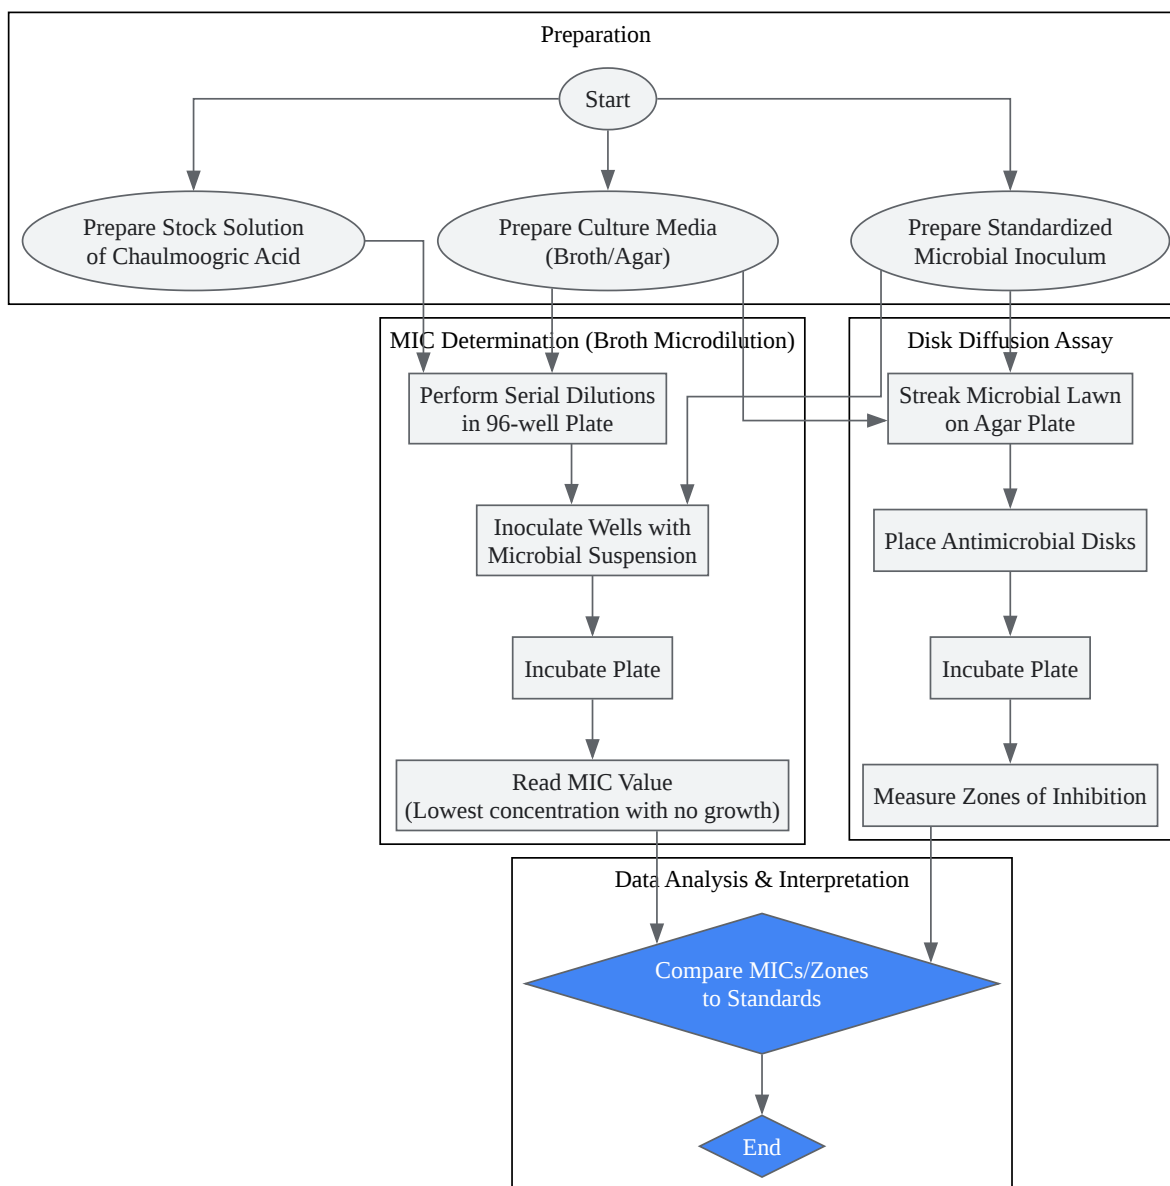 Preparation
Start
Prepare Stock Solution
of Chaulmoogric Acid
Prepare Culture Media
(Broth/Agar)
Prepare Standardized
Microbial Inoculum
MIC Determination (Broth Microdilution)
Disk Diffusion Assay
Perform Serial Dilutions
in 96-well Plate
Streak Microbial Lawn
on Agar Plate
Inoculate Wells with
Microbial Suspension
Place Antimicrobial Disks
Incubate Plate
Incubate Plate
Read MIC Value
(Lowest concentration with no growth)
Measure Zones of Inhibition
Data Analysis & Interpretation
Compare MICs/Zones
to Standards
End